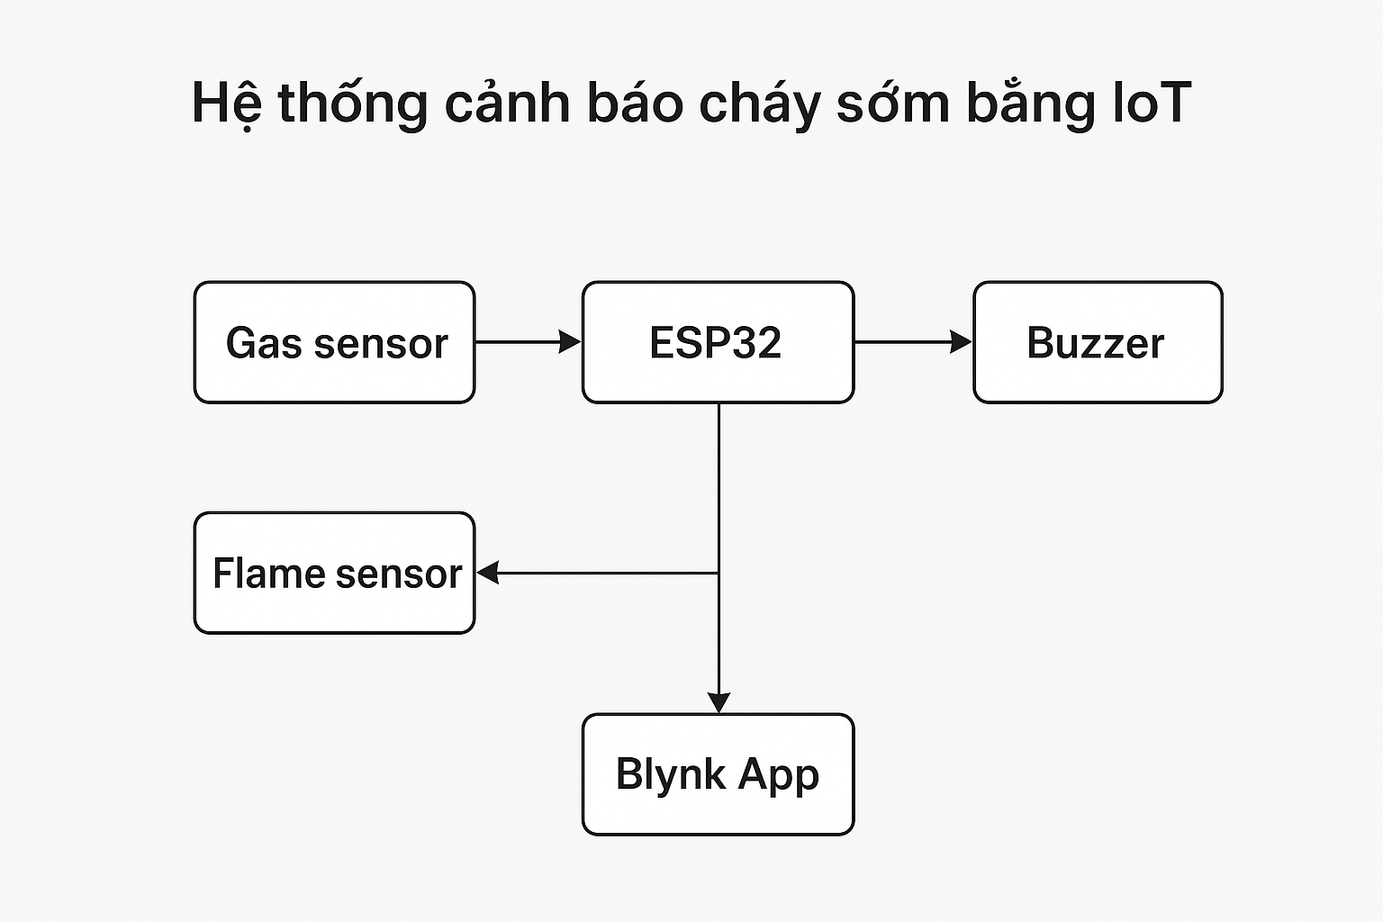 Hệ thống cảnh báo cháy sớm bằng IoT
Gas sensor
ESP32
Buzzer
Flame sensor
Blynk App